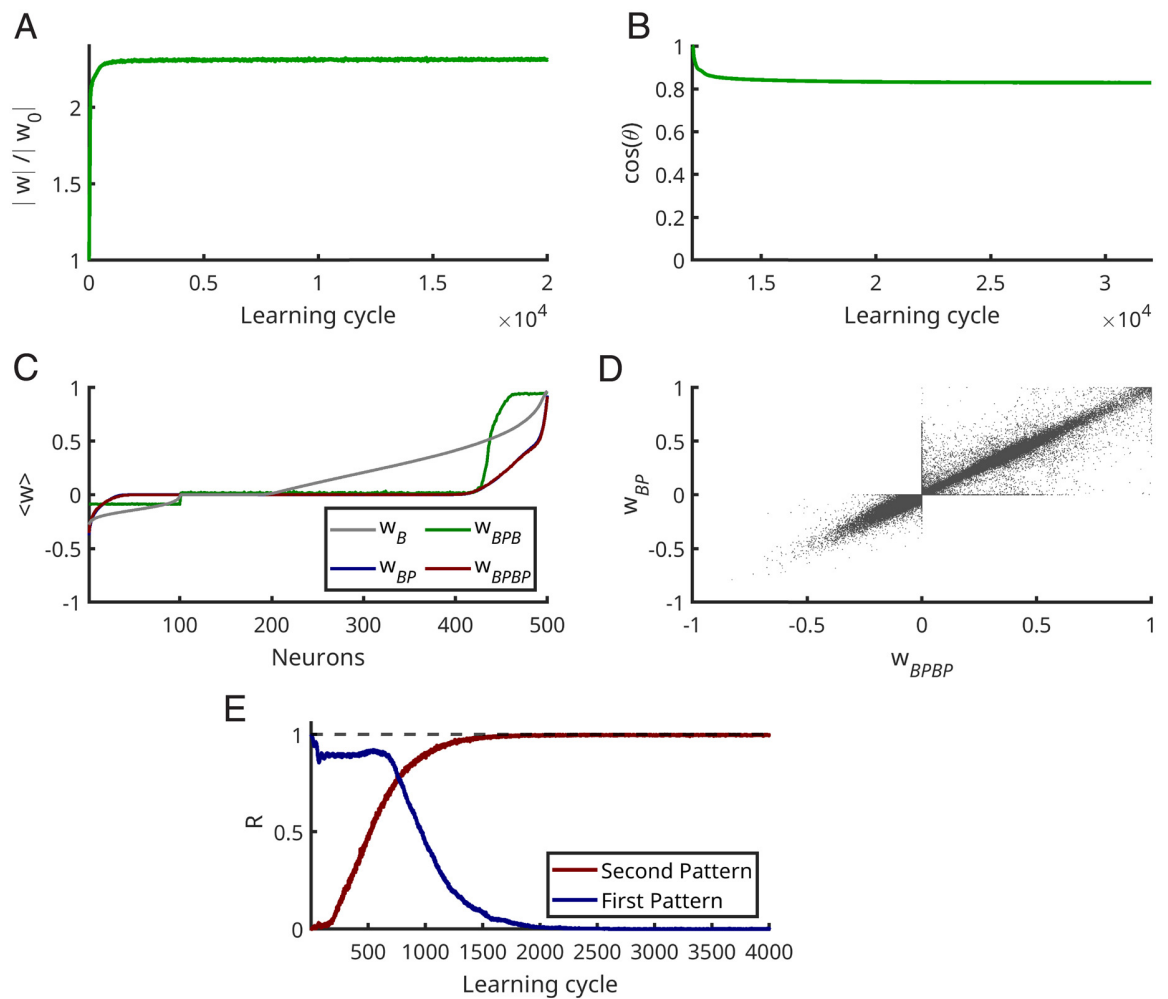 A
| w| /| w0|
2
1.5
1
0
0.5
1
1.5
2
Learning cycle
×10^4
B
cos(θ)
1
0.8
0.6
0.4
0.2
0
1.5
2
2.5
3
Learning cycle
×10^4
C
<w>
1
0.5
0
-0.5
-1
wB
wBPB
wBP
wBPBP
100
200
300
400
500
Neurons
D
wBP
1
0.5
0
-0.5
-1
-1
-0.5
0
0.5
1
wBPBP
E
R
1
0.5
0
Second Pattern
First Pattern
500
1000
1500
2000
2500
3000
3500
4000
Learning cycle